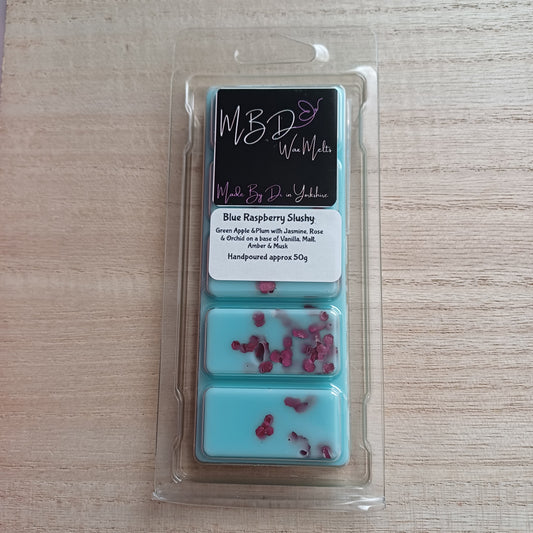 MBD
Wax Melts
Made By Di in Yorkshire
Blue Raspberry Slushy
Green Apple &Plum with Jasmine, Rose
& Orchid on a base of Vanilla, Malt,
Amber & Musk
Handpoured approx 50g